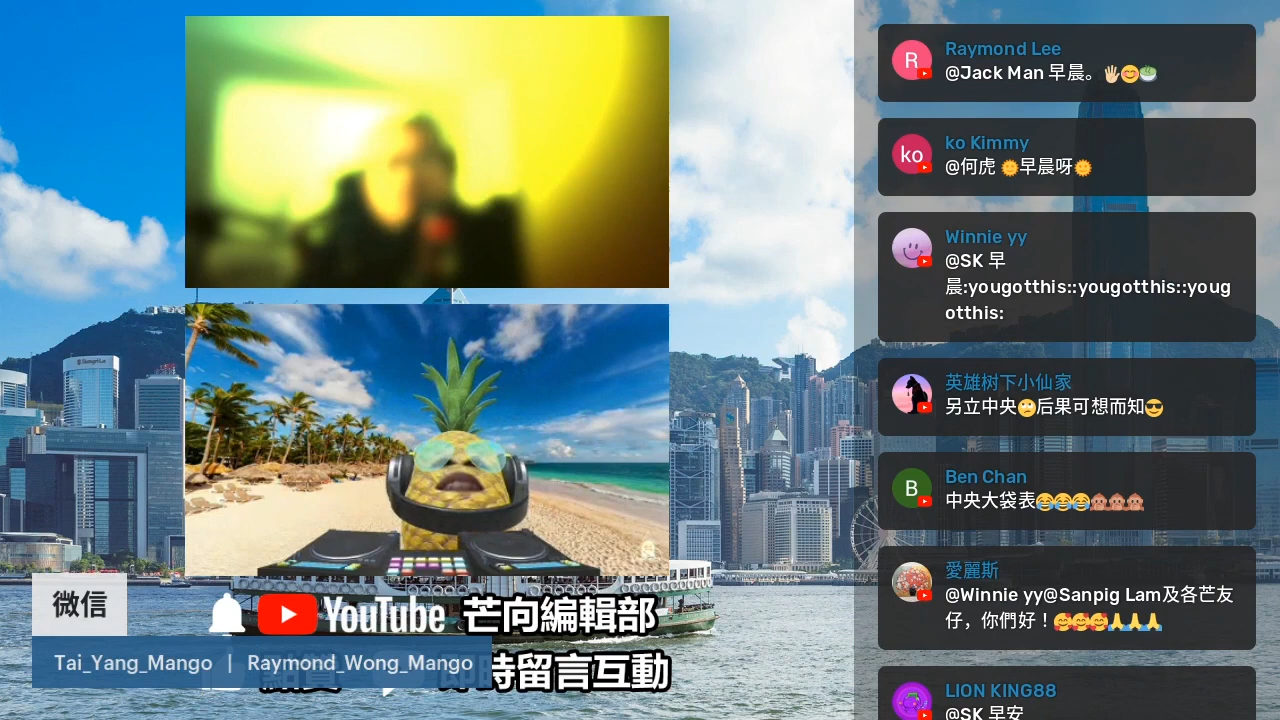 微信
Tai_Yang_Mango | Raymond_Wong_Mango
YouTube 芒向編輯部
即時留言互動
Raymond Lee
@Jack Man 早晨。🖐🏻😊🍵
ko Kimmy
@何虎 🌞早晨呀🌞
Winnie yy
@SK 早
晨:yougotthis::yougotthis::youg
otthis:
英雄树下小仙家
另立中央🙄后果可想而知😎
Ben Chan
中央大袋表😂😂😂🙈🙈🙈
愛麗斯
@Winnie yy@Sanpig Lam及各芒友
仔，你們好！🥰🥰🥰🙏🙏🙏
LION KING88
@SK 早安